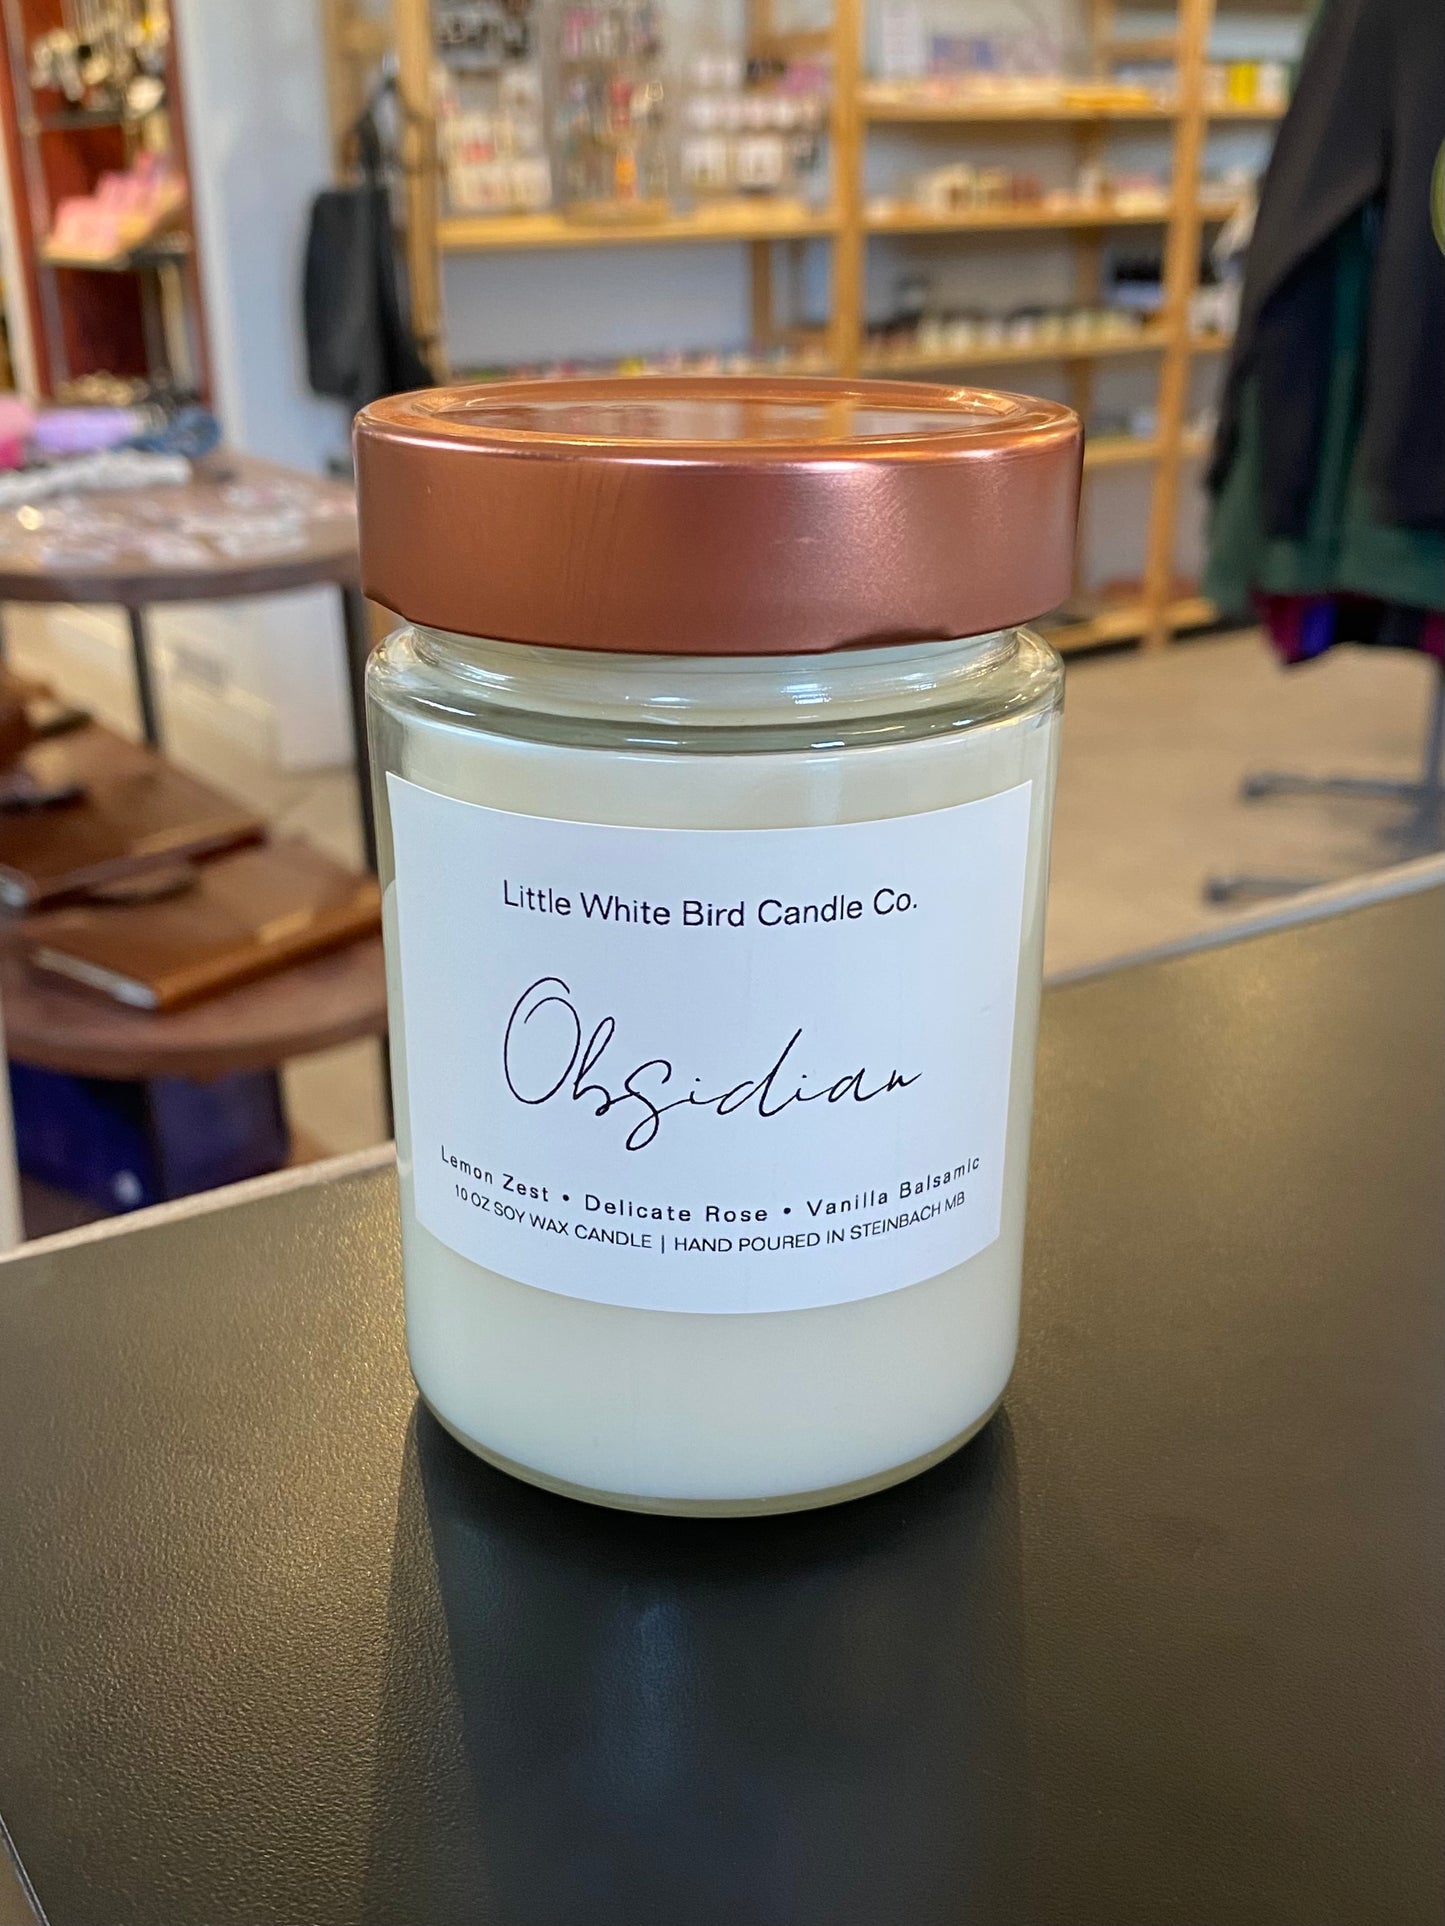 Little White Bird Candle Co.
Obsidian
Lemon Zest • Delicate Rose • Vanilla Balsamic
10 OZ SOY WAX CANDLE | HAND POURED IN STEINBACH MB